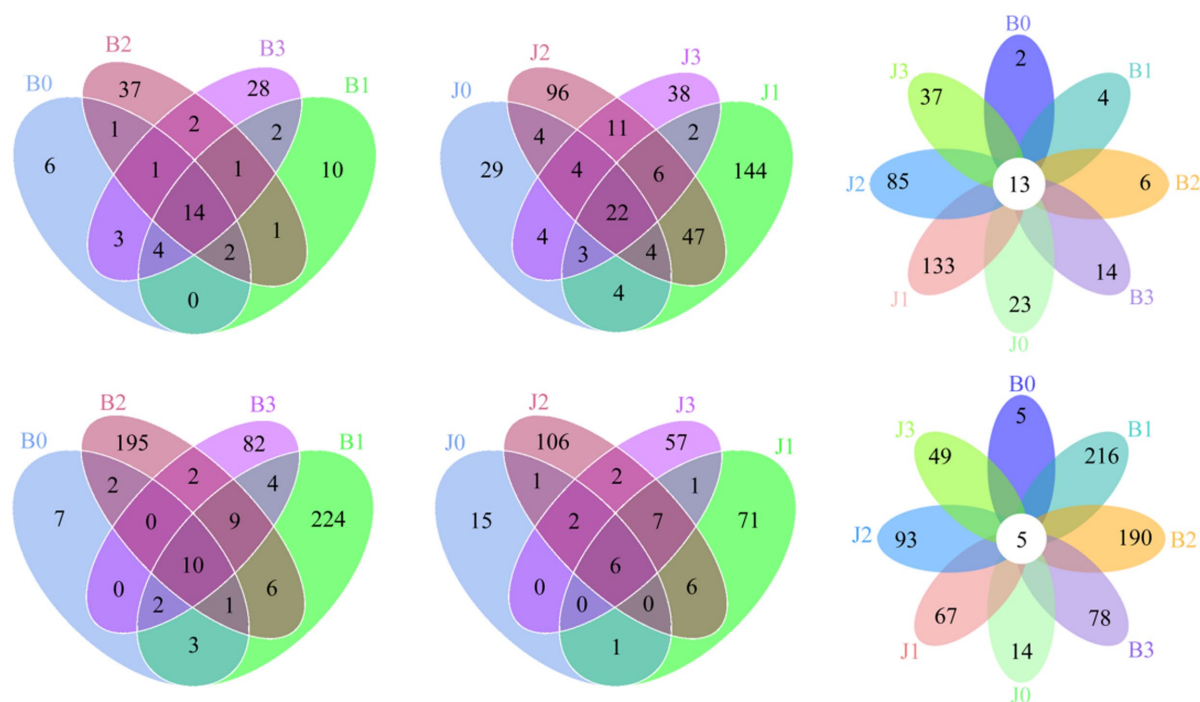 B2 B3
B0 B1
37 28
1 2 2
6 1 1 10
14
3 4 2 1
0
J2 J3
J0 J1
96 38
4 11 2
29 4 6 144
22
4 3 4 47
4
B0
J3 2 B1
37 4
J2 85 13 6 B2
133 14
J1 23 B3
J0
B2 B3
B0 B1
195 82
2 2 4
7 0 9 224
10
0 2 1 6
3
J2 J3
J0 J1
106 57
1 2 1
15 2 7 71
6
0 0 0 6
1
B0
J3 5 B1
49 216
J2 93 5 190 B2
67 78
J1 14 B3
J0